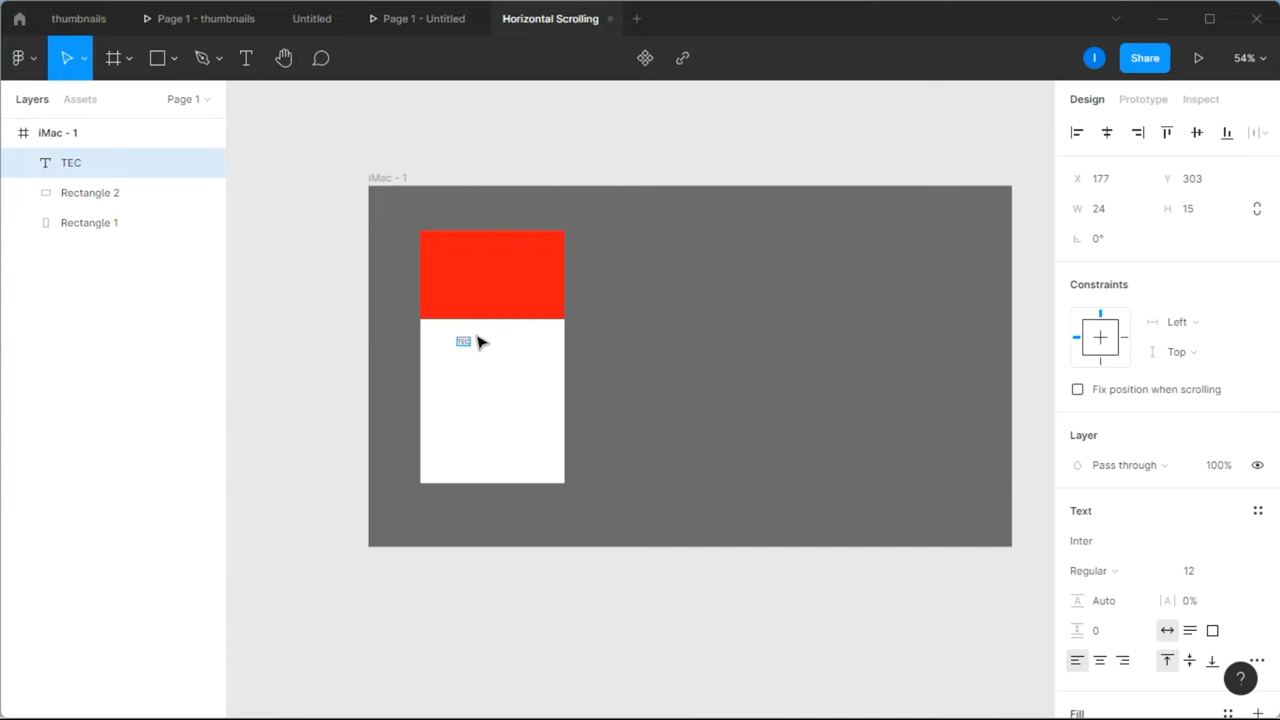 thumbnails
Page 1 - thumbnails
Untitled
Page 1 - Untitled
Horizontal Scrolling
I
Share
54%
Layers
Assets
Page 1
iMac - 1
TEC
Rectangle 2
Rectangle 1
iMac - 1
TEC
Design
Prototype
Inspect
X 177
Y 303
W 24
H 15
0°
Constraints
Left
Top
Fix position when scrolling
Layer
Pass through
100%
Text
Inter
Regular
12
A Auto
|A| 0%
0
?
Fill